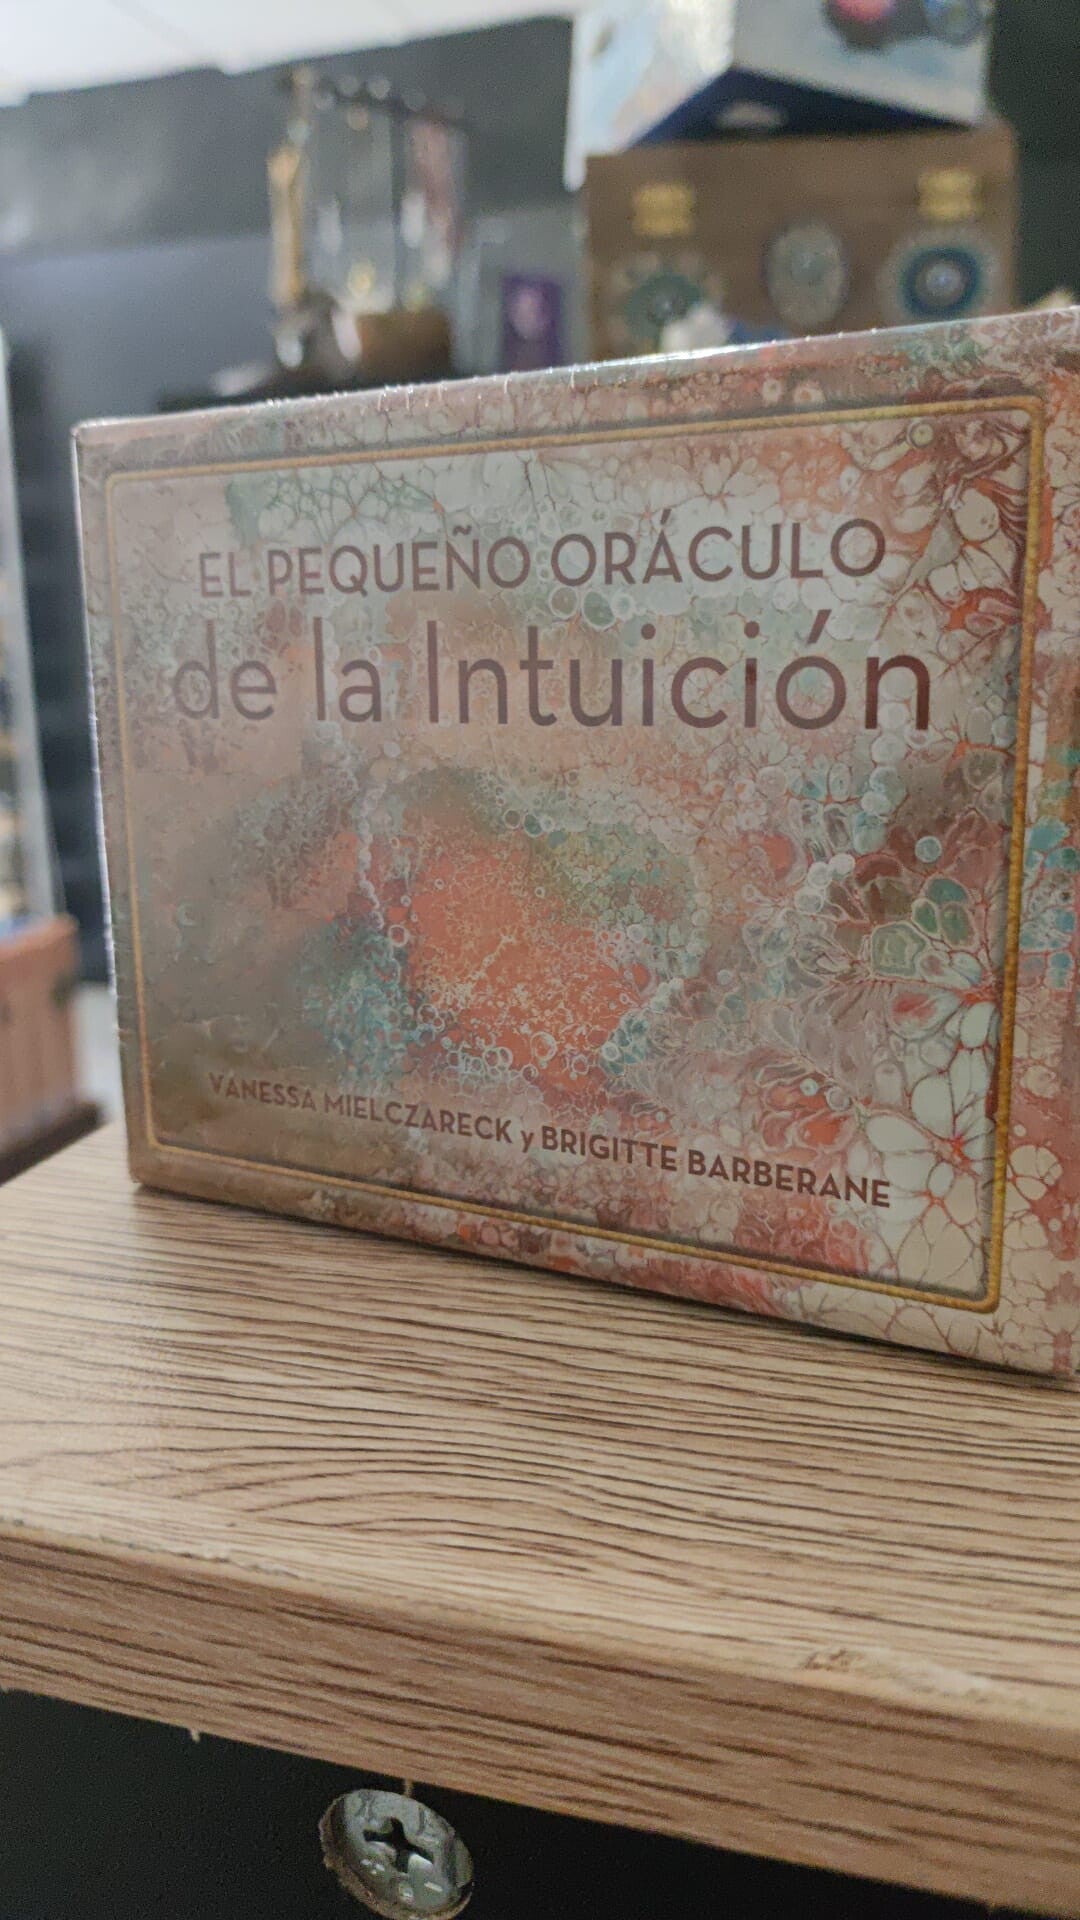 EL PEQUEÑO ORÁCULO
de la Intuición
VANESSA MIELCZARECK y BRIGITTE BARBERANE